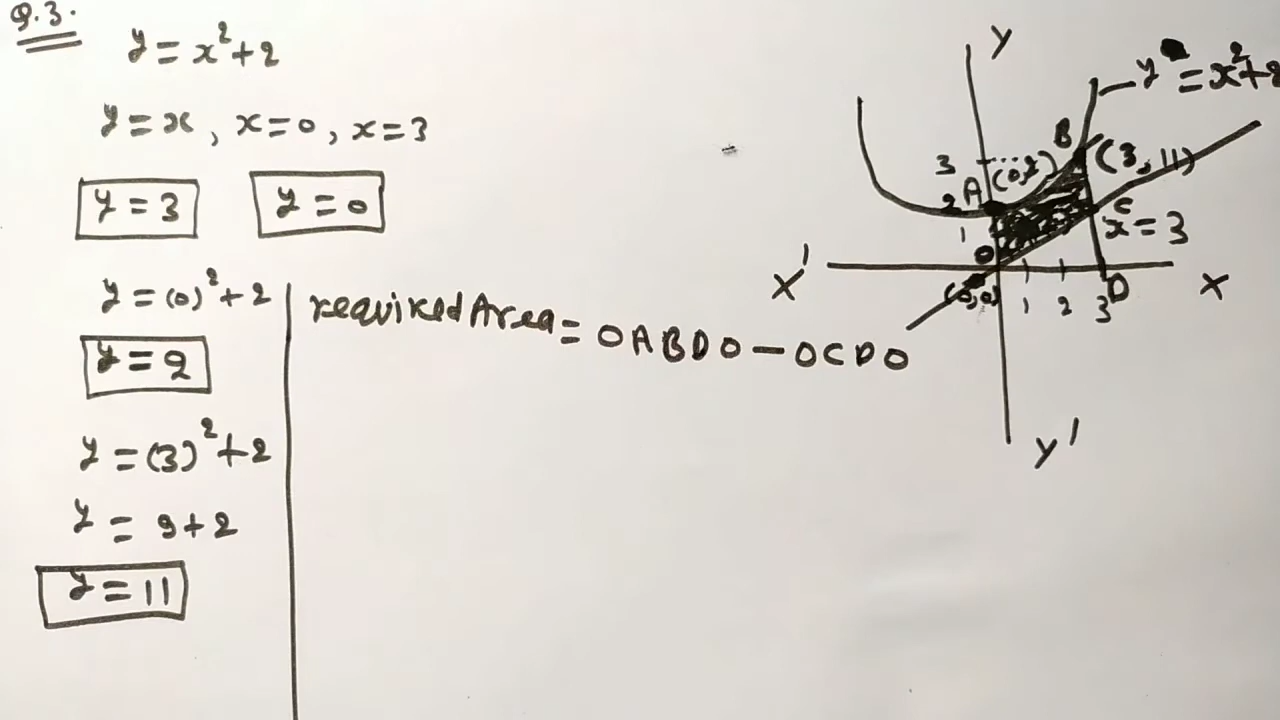 Q.3.
y = x²+2
y = x, x=0, x=3
y = 3
y = 0
y = (0)²+2
y = 2
y = (3)²+2
y = 9+2
y = 11
required Area = OABDO - OCDO
Y
y = x²+2
B
3
(0,2)
(3, 11)
A
2
C
1
x = 3
O
X'
(0,0)
1
2
3
D
X
Y'